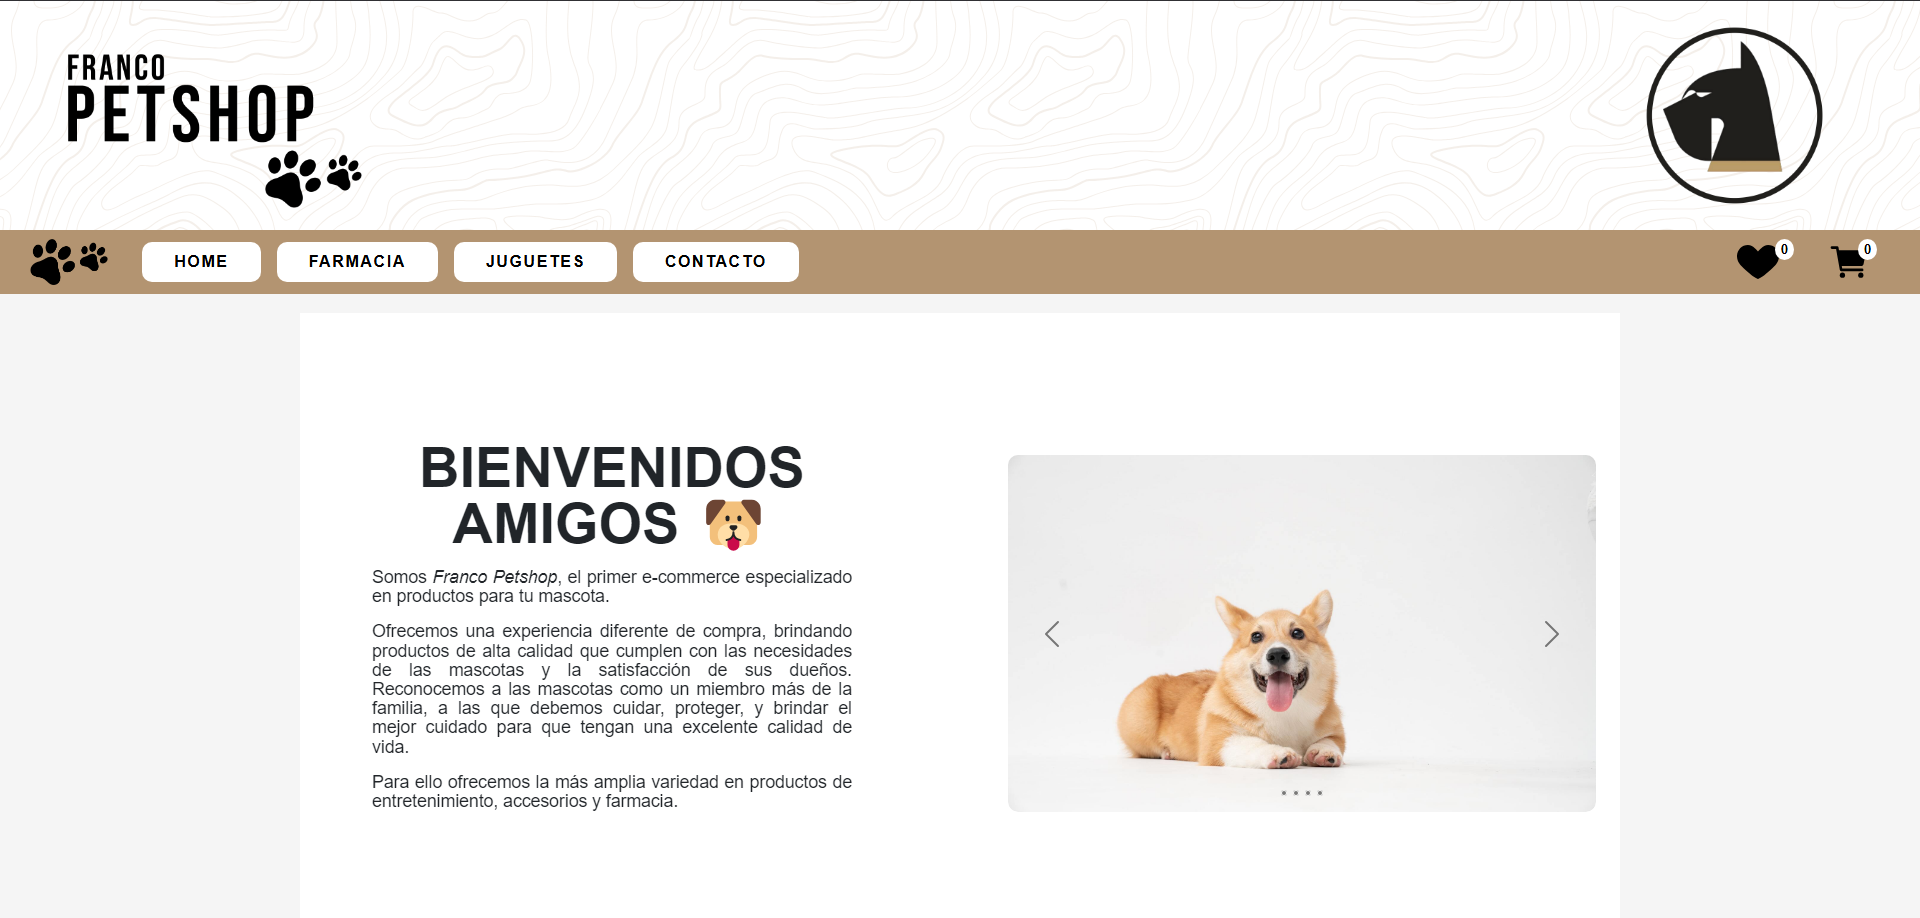 FRANCO
PETSHOP
HOME
FARMACIA
JUGUETES
CONTACTO
0
0
BIENVENIDOS
AMIGOS
Somos Franco Petshop, el primer e-commerce especializado
en productos para tu mascota.
Ofrecemos una experiencia diferente de compra, brindando
productos de alta calidad que cumplen con las necesidades
de las mascotas y la satisfacción de sus dueños.
Reconocemos a las mascotas como un miembro más de la
familia, a las que debemos cuidar, proteger, y brindar el
mejor cuidado para que tengan una excelente calidad de
vida.
Para ello ofrecemos la más amplia variedad en productos de
entretenimiento, accesorios y farmacia.